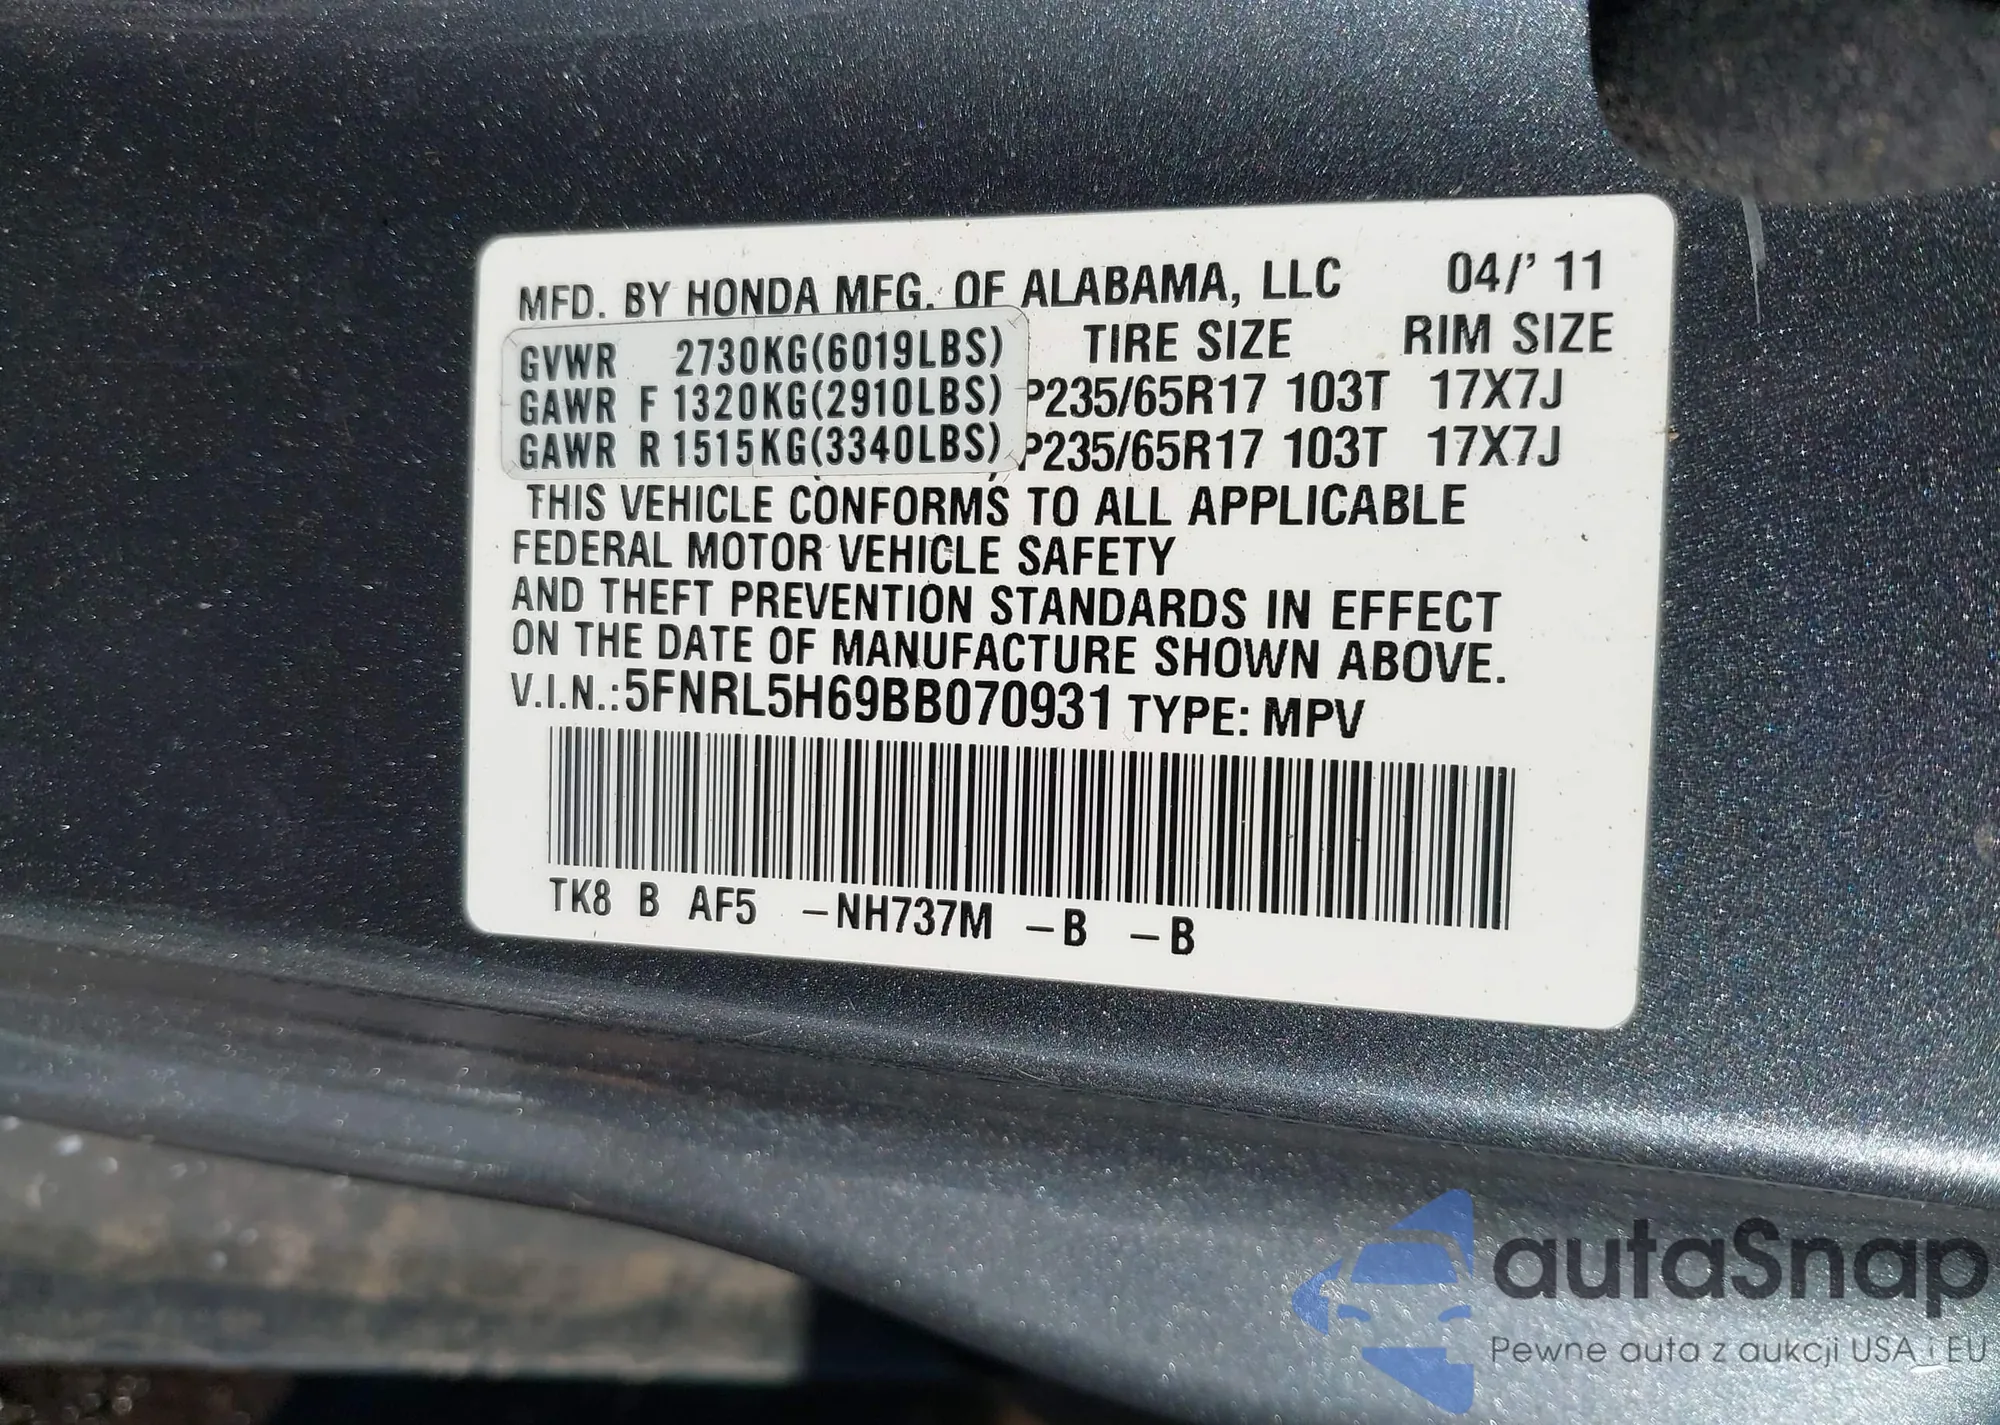 MFD. BY HONDA MFG. OF ALABAMA, LLC 04/' 11
TIRE SIZE RIM SIZE
GVWR 2730KG(6019LBS)
GAWR F 1320KG(2910LBS) P235/65R17 103T 17X7J
GAWR R 1515KG(3340LBS) P235/65R17 103T 17X7J
THIS VEHICLE CONFORMS TO ALL APPLICABLE
FEDERAL MOTOR VEHICLE SAFETY
AND THEFT PREVENTION STANDARDS IN EFFECT
ON THE DATE OF MANUFACTURE SHOWN ABOVE.
V.I.N.:5FNRL5H69BB070931 TYPE: MPV
TK8 B AF5 -NH737M -B -B
autaSnap
Pewne auta z aukcji USA i EU